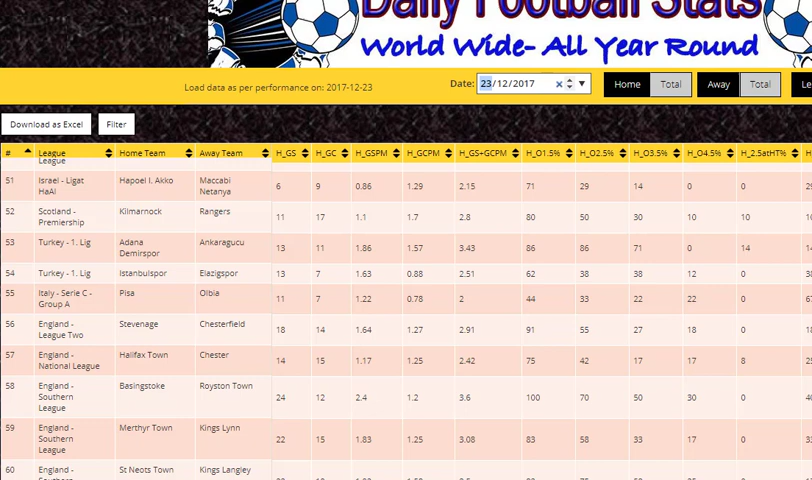 Daily Football Stats
World Wide- All Year Round
Load data as per performance on: 2017-12-23 Date: 23/12/2017 × Home Total Away Total
Download as Excel Filter
# League Home Team Away Team H_GS H_GC H_GSPM H_GCPM H_GS+GCPM H_O1.5% H_O2.5% H_O3.5% H_O4.5% H_2.5atHT%
League
51 Israel - Ligat HaAl Hapoel I. Akko Maccabi Netanya 6 9 0.86 1.29 2.15 71 29 14 0 0
52 Scotland - Premiership Kilmarnock Rangers 11 17 1.1 1.7 2.8 80 50 30 10 10
53 Turkey - 1. Lig Adana Demirspor Ankaragucu 13 11 1.86 1.57 3.43 86 86 71 0 14
54 Turkey - 1. Lig Istanbulspor Elazigspor 13 7 1.63 0.88 2.51 62 38 38 12 0
55 Italy - Serie C - Group A Pisa Olbia 11 7 1.22 0.78 2 44 33 22 22 0
56 England - League Two Stevenage Chesterfield 18 14 1.64 1.27 2.91 91 55 27 18 0
57 England - National League Halifax Town Chester 14 15 1.17 1.25 2.42 75 42 17 17 8
58 England - Southern League Basingstoke Royston Town 24 12 2.4 1.2 3.6 100 70 50 30 0
59 England - Southern League Merthyr Town Kings Lynn 22 15 1.83 1.25 3.08 83 58 33 17 0
60 England - St Neots Town Kings Langley